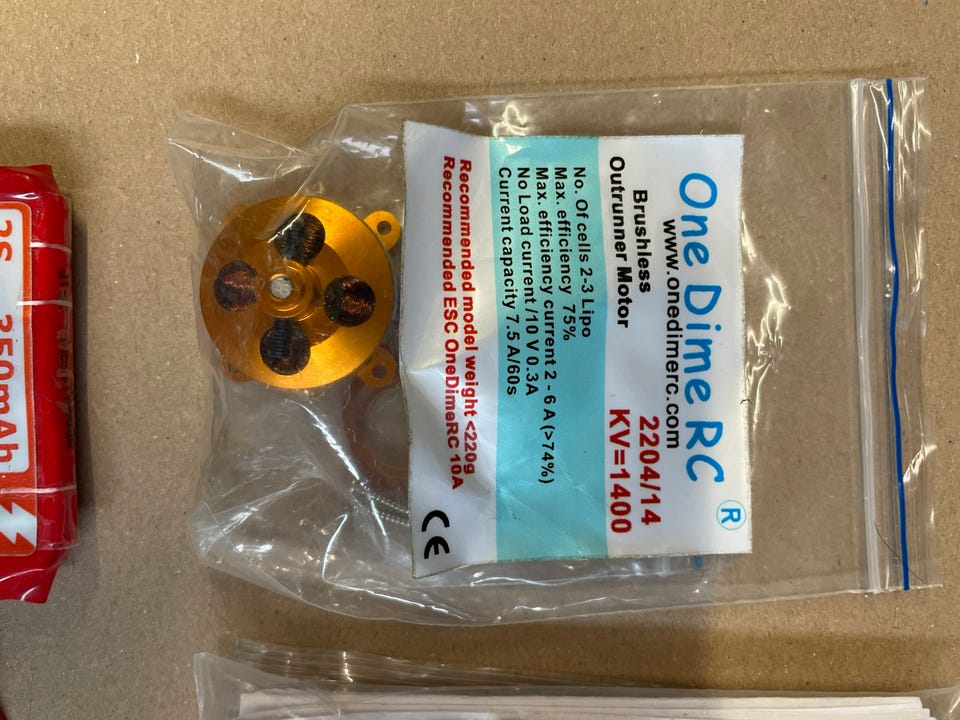 One Dime RC ®
www.onedimerc.com
Brushless 2204/14
Outrunner Motor KV=1400
No. Of cells 2-3 Lipo
Max. efficiency 75%
Max. efficiency current 2 - 6 A (>74%)
No Load current /10 V 0.3A
Current capacity 7.5 A/60s
Recommended model weight <220g
Recommended ESC OneDimeRC 10A
CE
2S 350mAh